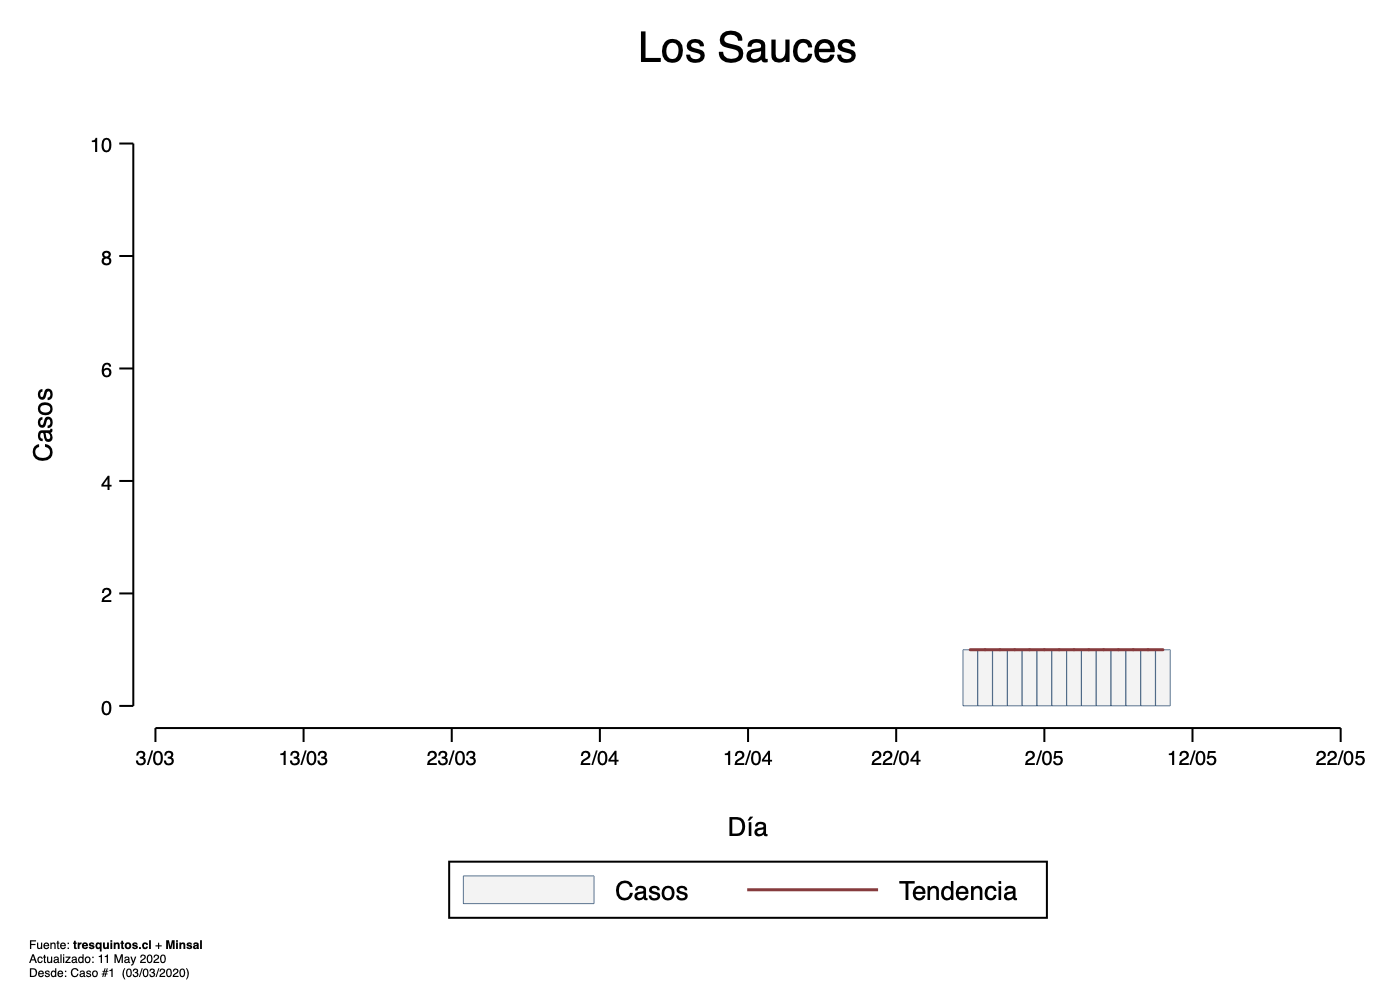 Los Sauces
10
8
6
4
2
0
Casos
3/03 13/03 23/03 2/04 12/04 22/04 2/05 12/05 22/05
Día
Casos Tendencia
Fuente: tresquintos.cl + Minsal
Actualizado: 11 May 2020
Desde: Caso #1 (03/03/2020)